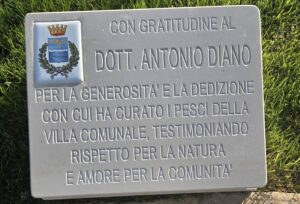 CON GRATITUDINE AL
DOTT. ANTONIO DIANO
PER LA GENEROSITA' E LA DEDIZIONE
CON CUI HA CURATO I PESCI DELLA
VILLA COMUNALE, TESTIMONIANDO
RISPETTO PER LA NATURA
E AMORE PER LA COMUNITA'